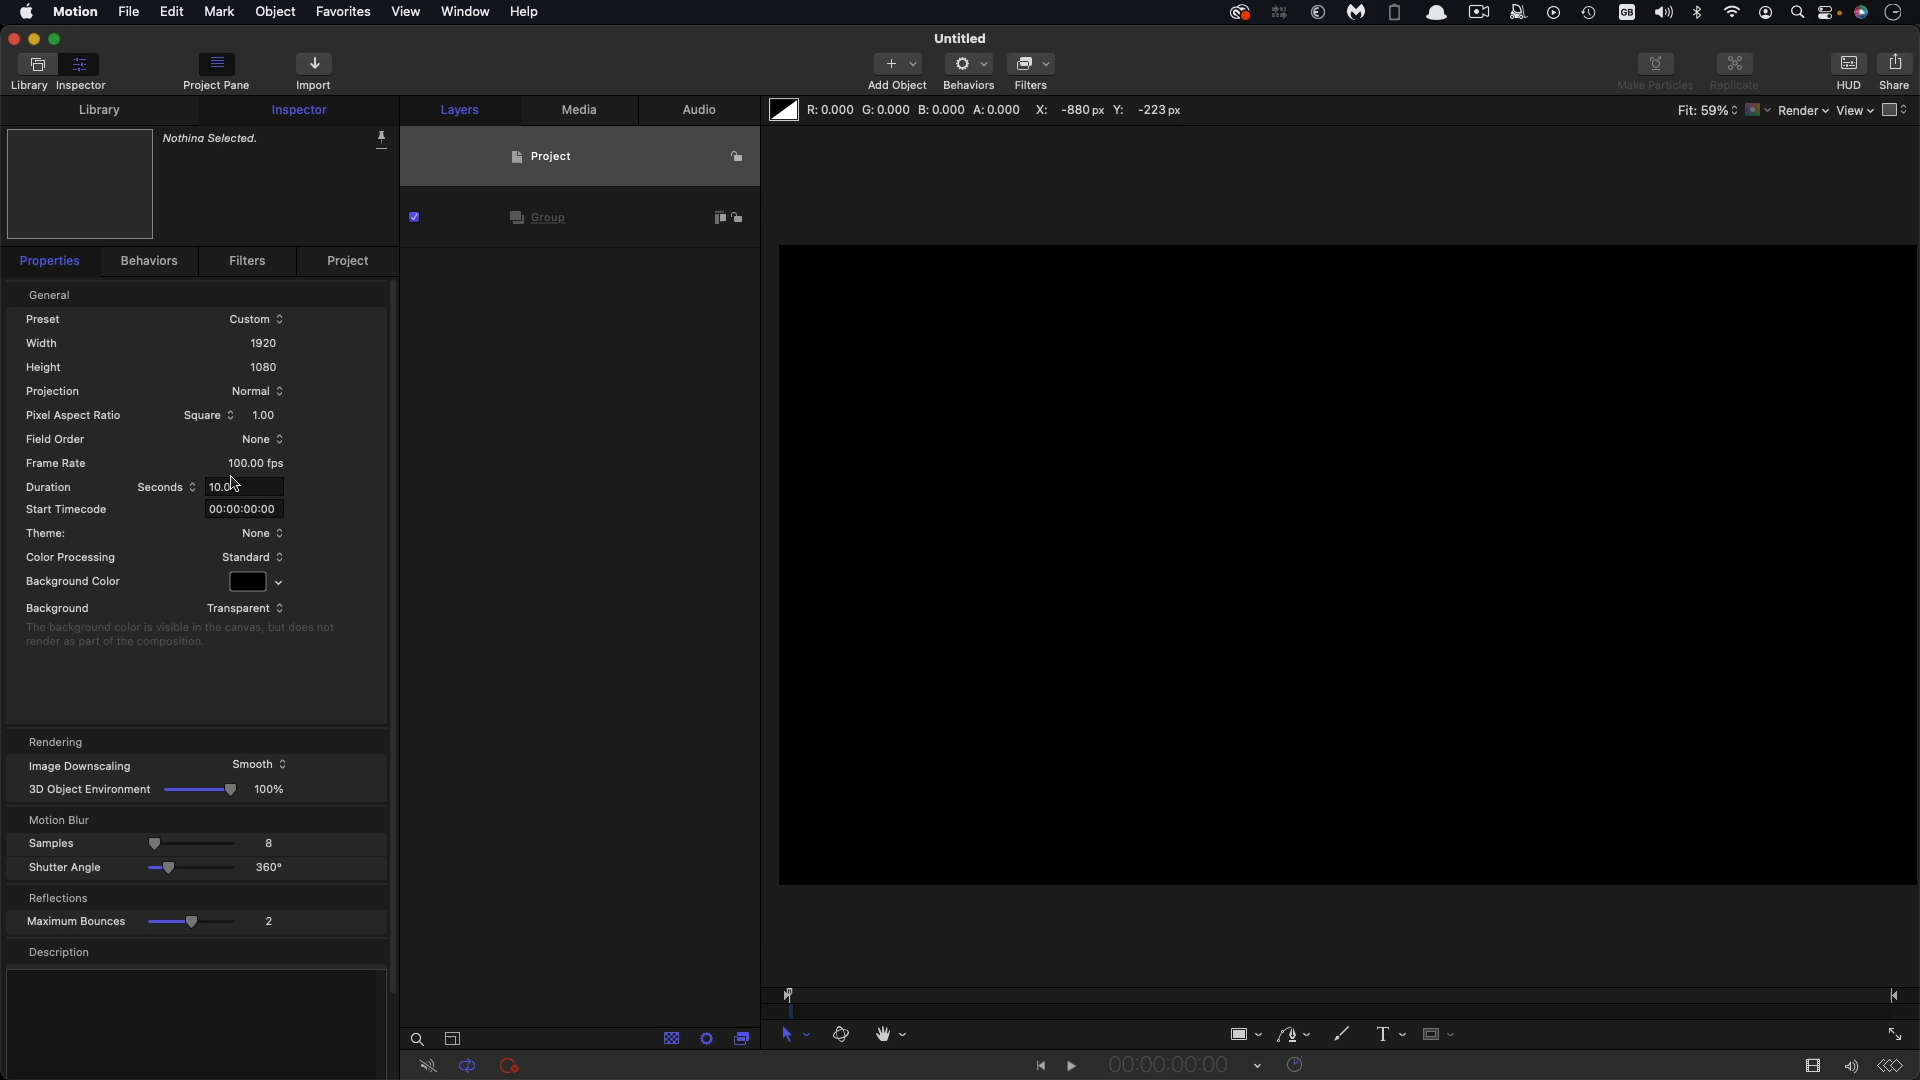 Motion File Edit Mark Object Favorites View Window Help
GB
Untitled
Library Inspector Project Pane Import Add Object Behaviors Filters Make Particles Replicate HUD Share
Library Inspector Layers Media Audio
R: 0.000 G: 0.000 B: 0.000 A: 0.000 X: -880 px Y: -223 px
Fit: 59% Render View
Nothing Selected.
Project
Group
Properties Behaviors Filters Project
General
Preset Custom
Width 1920
Height 1080
Projection Normal
Pixel Aspect Ratio Square 1.00
Field Order None
Frame Rate 100.00 fps
Duration Seconds 10.0
Start Timecode 00:00:00:00
Theme: None
Color Processing Standard
Background Color
Background Transparent
The background color is visible in the canvas, but does not
render as part of the composition.
Rendering
Image Downscaling Smooth
3D Object Environment 100%
Motion Blur
Samples 8
Shutter Angle 360°
Reflections
Maximum Bounces 2
Description
T
00:00:00:00